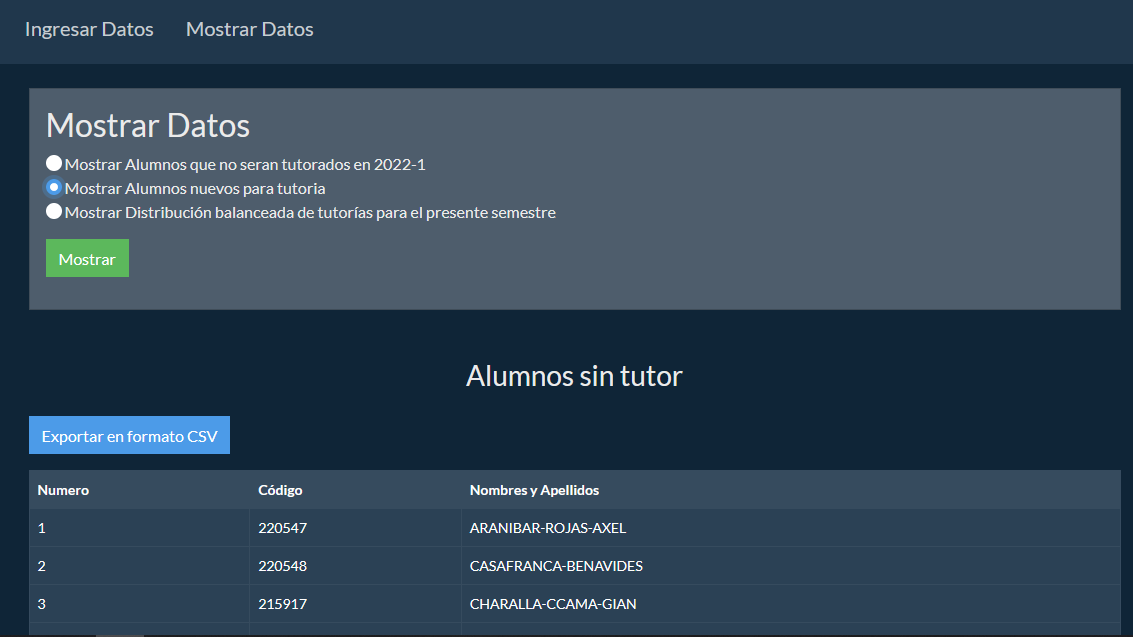 Ingresar Datos Mostrar Datos
Mostrar Datos
Mostrar Alumnos que no seran tutorados en 2022-1
Mostrar Alumnos nuevos para tutoria
Mostrar Distribución balanceada de tutorías para el presente semestre
Mostrar
Alumnos sin tutor
Exportar en formato CSV
Numero Código Nombres y Apellidos
1 220547 ARANIBAR-ROJAS-AXEL
2 220548 CASAFRANCA-BENAVIDES
3 215917 CHARALLA-CCAMA-GIAN